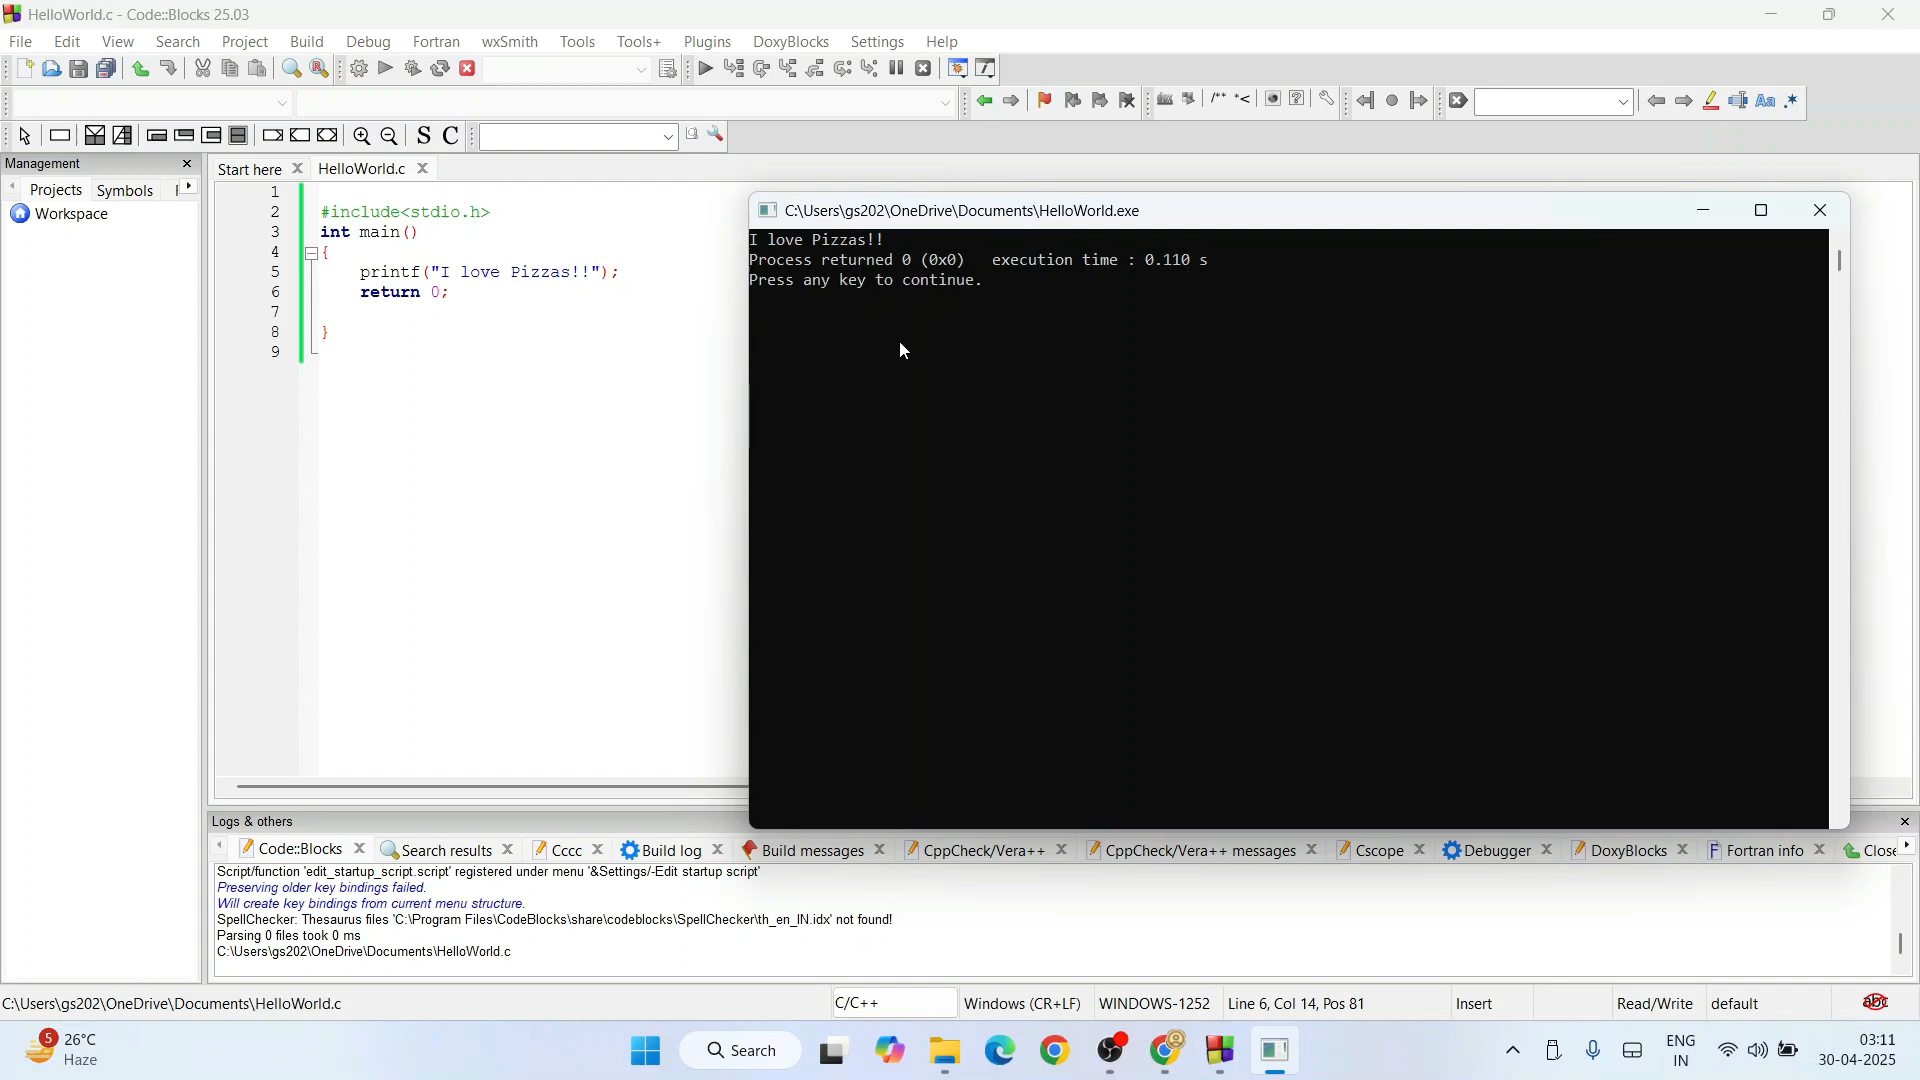 HelloWorld.c - Code::Blocks 25.03
File Edit View Search Project Build Debug Fortran wxSmith Tools Tools+ Plugins DoxyBlocks Settings Help
Management
Projects Symbols
Workspace
Start here HelloWorld.c
1
2 #include<stdio.h>
3 int main()
4 {
5 printf("I love Pizzas!!");
6 return 0;
7
8 }
9
C:\Users\gs202\OneDrive\Documents\HelloWorld.exe
I love Pizzas!!
Process returned 0 (0x0) execution time : 0.110 s
Press any key to continue.
Logs & others
Code::Blocks Search results Cccc Build log Build messages CppCheck/Vera++ CppCheck/Vera++ messages Cscope Debugger DoxyBlocks Fortran info Close
Script/function 'edit_startup_script.script' registered under menu '&Settings/-Edit startup script'
Preserving older key bindings failed.
Will create key bindings from current menu structure.
SpellChecker: Thesaurus files 'C:\Program Files\CodeBlocks\share\codeblocks\SpellChecker\th_en_IN.idx' not found!
Parsing 0 files took 0 ms
C:\Users\gs202\OneDrive\Documents\HelloWorld.c
C:\Users\gs202\OneDrive\Documents\HelloWorld.c C/C++ Windows (CR+LF) WINDOWS-1252 Line 6, Col 14, Pos 81 Insert Read/Write default abc
5 26°C
Haze
Search
ENG
IN
03:11
30-04-2025